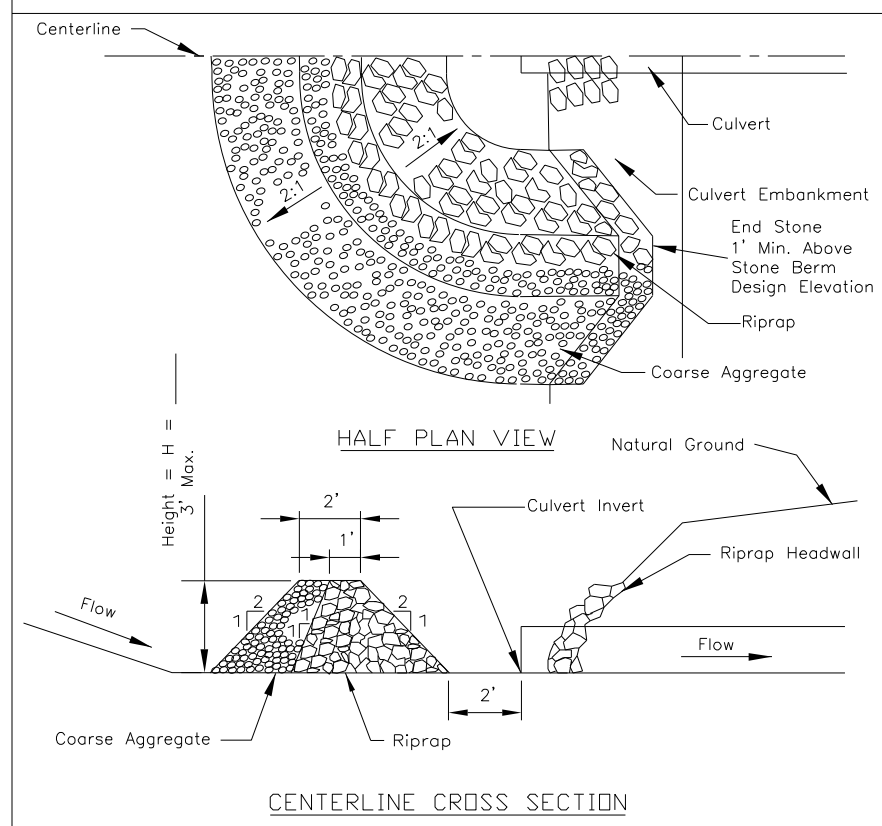 Centerline
2:1
2:1
Culvert
Culvert Embankment
End Stone
1' Min. Above
Stone Berm
Design Elevation
Riprap
Coarse Aggregate
HALF PLAN VIEW
Height = H =
3' Max.
Natural Ground
2'
Culvert Invert
1'
Riprap Headwall
Flow
2
1
1
1
2
1
Flow
2'
Coarse Aggregate
Riprap
CENTERLINE CROSS SECTION